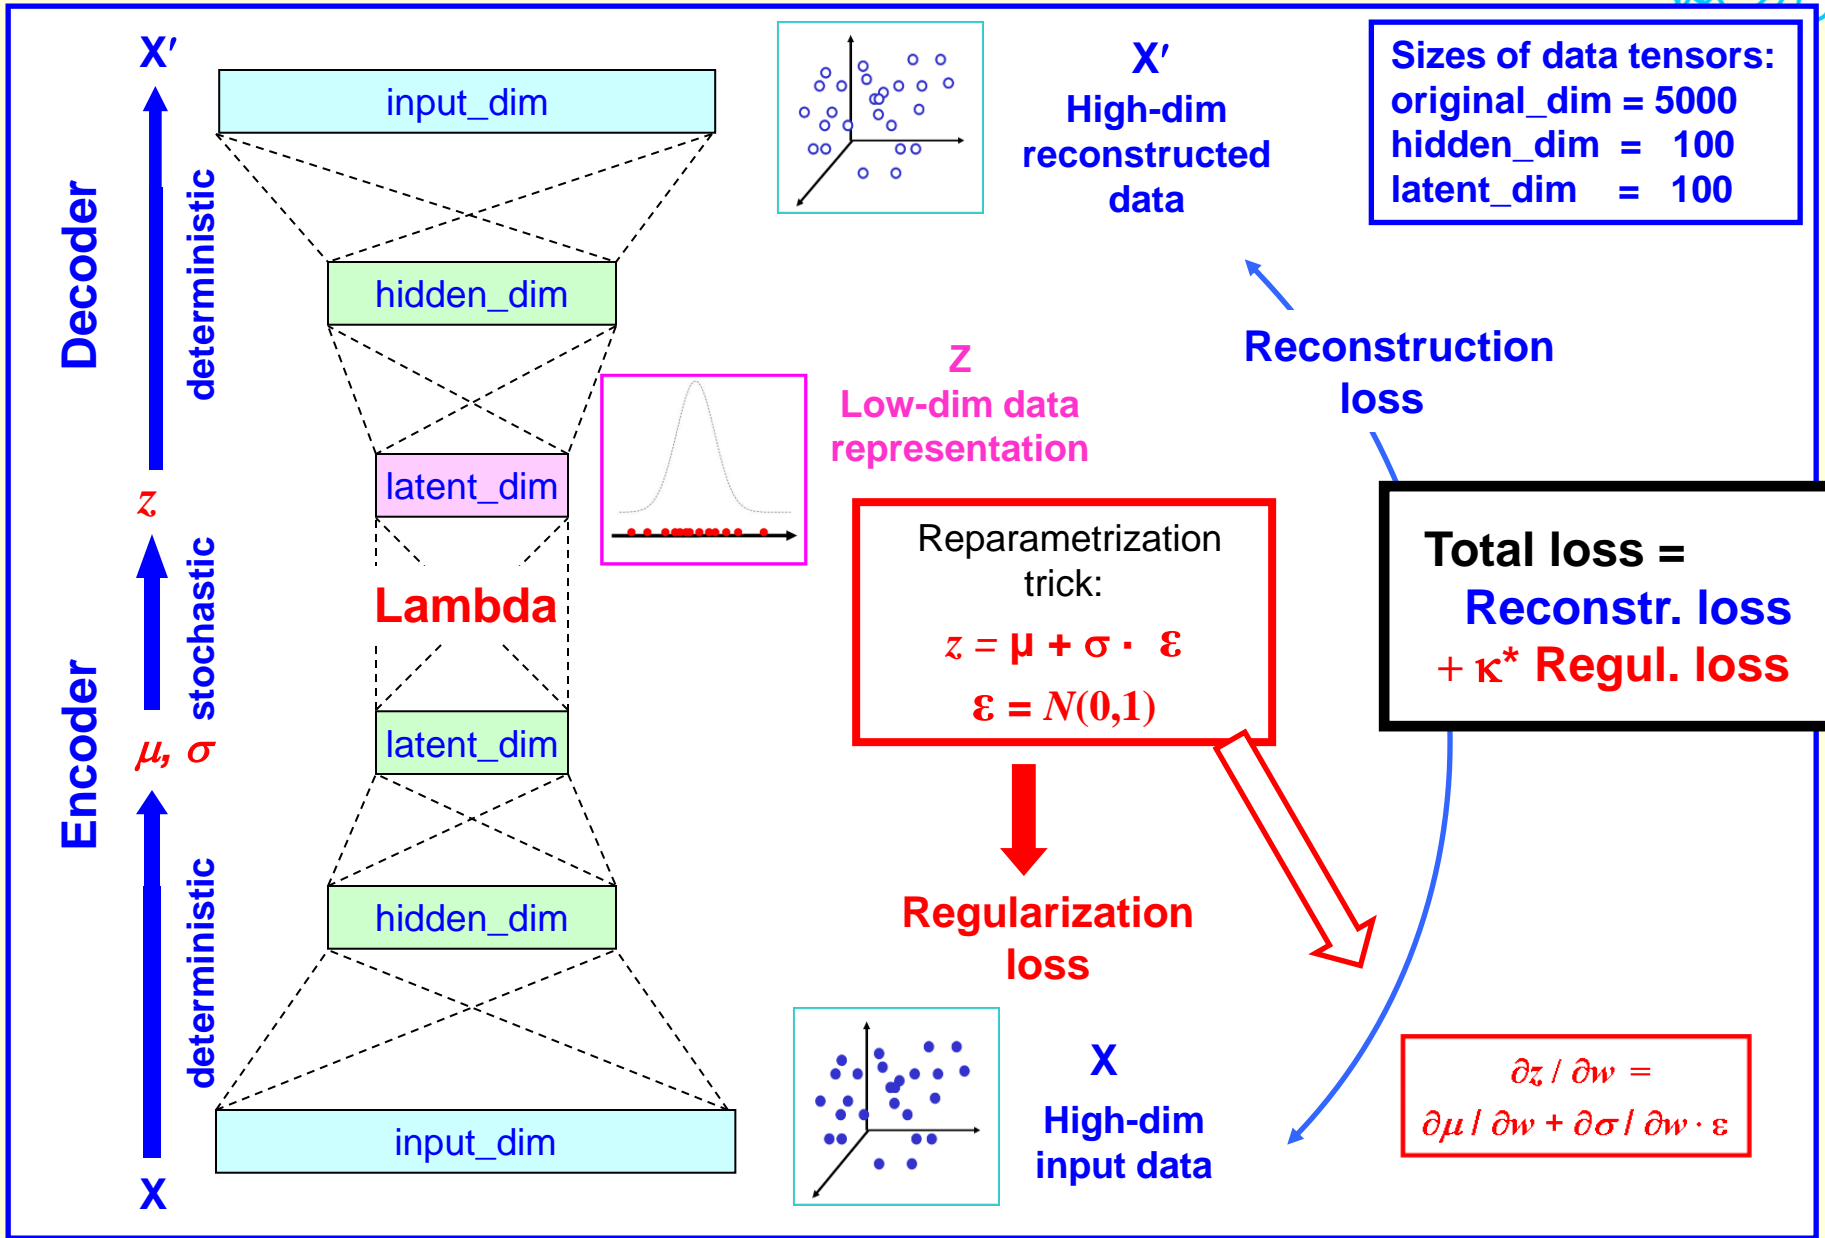 X′
input_dim
hidden_dim
latent_dim
Lambda
latent_dim
hidden_dim
input_dim
X
Decoder
deterministic
z
Encoder
stochastic
μ, σ
deterministic
X′
High-dim
reconstructed
data
Sizes of data tensors:
original_dim = 5000
hidden_dim = 100
latent_dim = 100
Reconstruction
loss
Z
Low-dim data
representation
Reparametrization
trick:
z = μ + σ · ε
ε = N(0,1)
Total loss =
Reconstr. loss
+ κ* Regul. loss
Regularization
loss
X
High-dim
input data
∂z / ∂w =
∂μ / ∂w + ∂σ / ∂w · ε